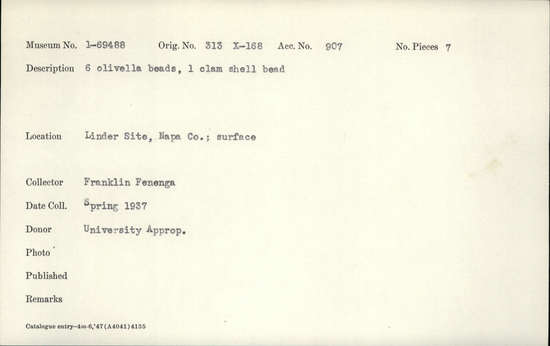 Museum No. 1-69488 Orig. No. 313 X-168 Acc. No. 907 No. Pieces 7
Description 6 olivella beads, 1 clam shell bead
Location Linder Site, Napa Co.; surface
Collector Franklin Fenenga
Date Coll. Spring 1937
Donor University Approp.
Photo
Published
Remarks
Catalogue entry—4m-6,'47(A4041)4135